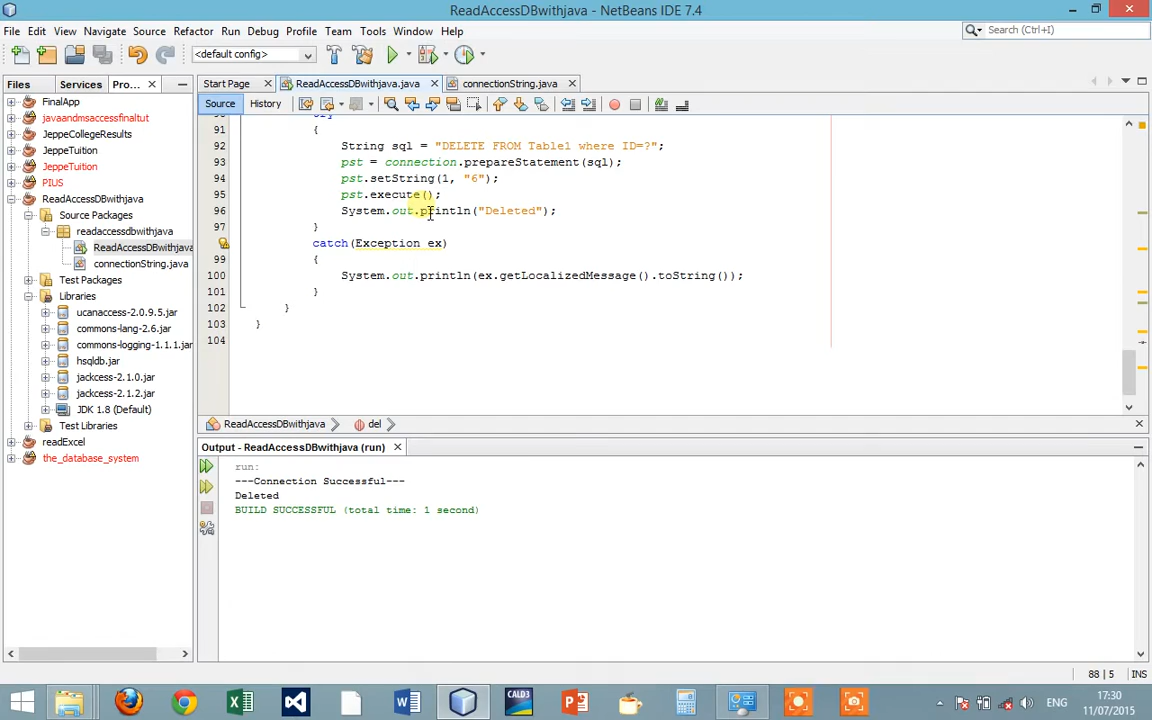 ReadAccessDBwithjava - NetBeans IDE 7.4
File Edit View Navigate Source Refactor Run Debug Profile Team Tools Window Help
Search (Ctrl+I)
<default config>
Files Services Pro...
Start Page ReadAccessDBwithjava.java connectionString.java
Source History
FinalApp
javaandmsaccessfinaltut
JeppeCollegeResults
JeppeTuition
JeppeTuition
PIUS
ReadAccessDBwithjava
Source Packages
readaccessdbwithjava
ReadAccessDBwithjava
connectionString.java
Test Packages
Libraries
ucanaccess-2.0.9.5.jar
commons-lang-2.6.jar
commons-logging-1.1.1.jar
hsqldb.jar
jackcess-2.1.0.jar
jackcess-2.1.2.jar
JDK 1.8 (Default)
Test Libraries
readExcel
the_database_system
91 {
92 String sql = "DELETE FROM Table1 where ID=?";
93 pst = connection.prepareStatement(sql);
94 pst.setString(1, "6");
95 pst.execute();
96 System.out.println("Deleted");
97 }
catch(Exception ex)
99 {
100 System.out.println(ex.getLocalizedMessage().toString());
101 }
102 }
103 }
104
ReadAccessDBwithjava del
Output - ReadAccessDBwithjava (run)
run:
---Connection Successful---
Deleted
BUILD SUCCESSFUL (total time: 1 second)
88 | 5 INS
CALD3
ENG
17:30
11/07/2015